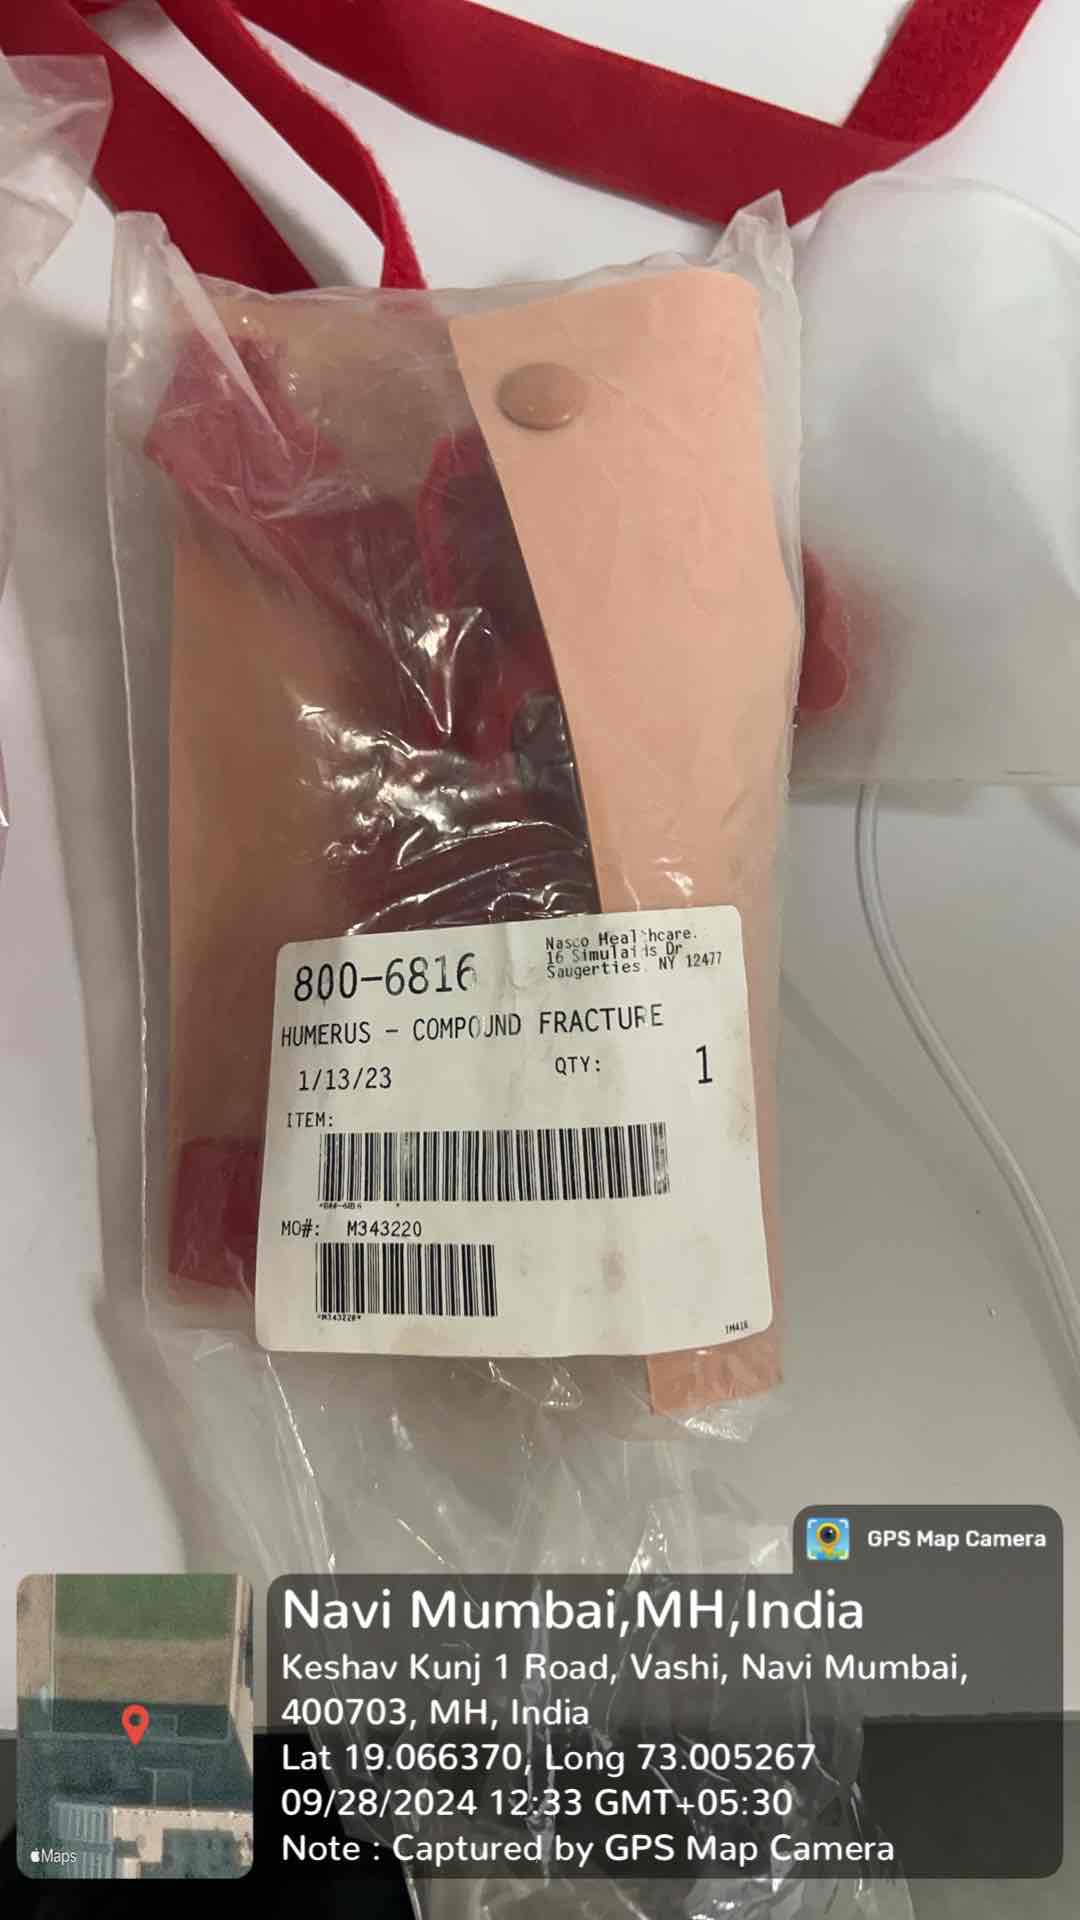 800-6816
Nasco Healthcare.
16 Simulaids Dr
Saugerties, NY 12477
HUMERUS - COMPOUND FRACTURE
1/13/23
QTY: 1
ITEM:
*800-6816 *
MO#: M343220
*M343220*
GPS Map Camera
Navi Mumbai,MH,India
Keshav Kunj 1 Road, Vashi, Navi Mumbai,
400703, MH, India
Lat 19.066370, Long 73.005267
09/28/2024 12:33 GMT+05:30
Note : Captured by GPS Map Camera
Maps